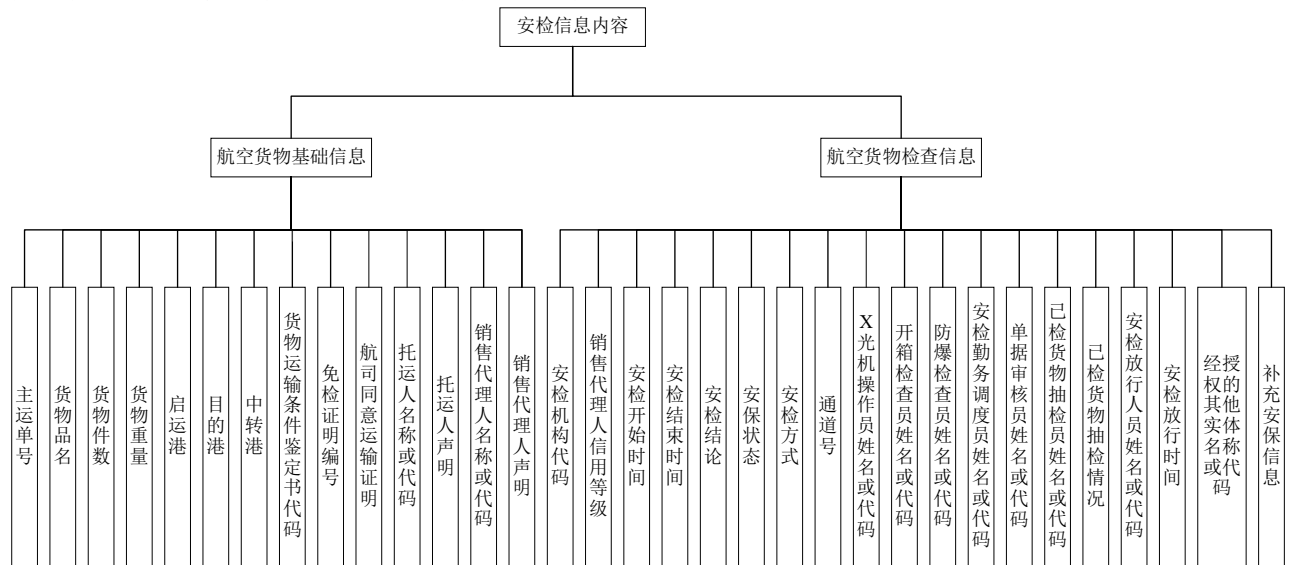 安检信息内容
航空货物基础信息
航空货物检查信息
主运单号
货物品名
货物件数
货物重量
启运港
目的港
中转港
货物运输条件鉴定书代码
免检证明编号
航司同意运输证明
托运人名称或代码
托运人声明
销售代理人名称或代码
销售代理人声明
安检机构代码
销售代理人信用等级
安检开始时间
安检结束时间
安检结论
安保状态
安检方式
通道号
X光机操作员姓名或代码
开箱检查员姓名或代码
防爆检查员姓名或代码
安检勤务调度员姓名或代码
单据审核员姓名或代码
已检货物抽检员姓名或代码
已检货物抽检情况
安检放行人员姓名或代码
安检放行时间
经授
权的
其他
实体
名称
或代
码
补充安保信息